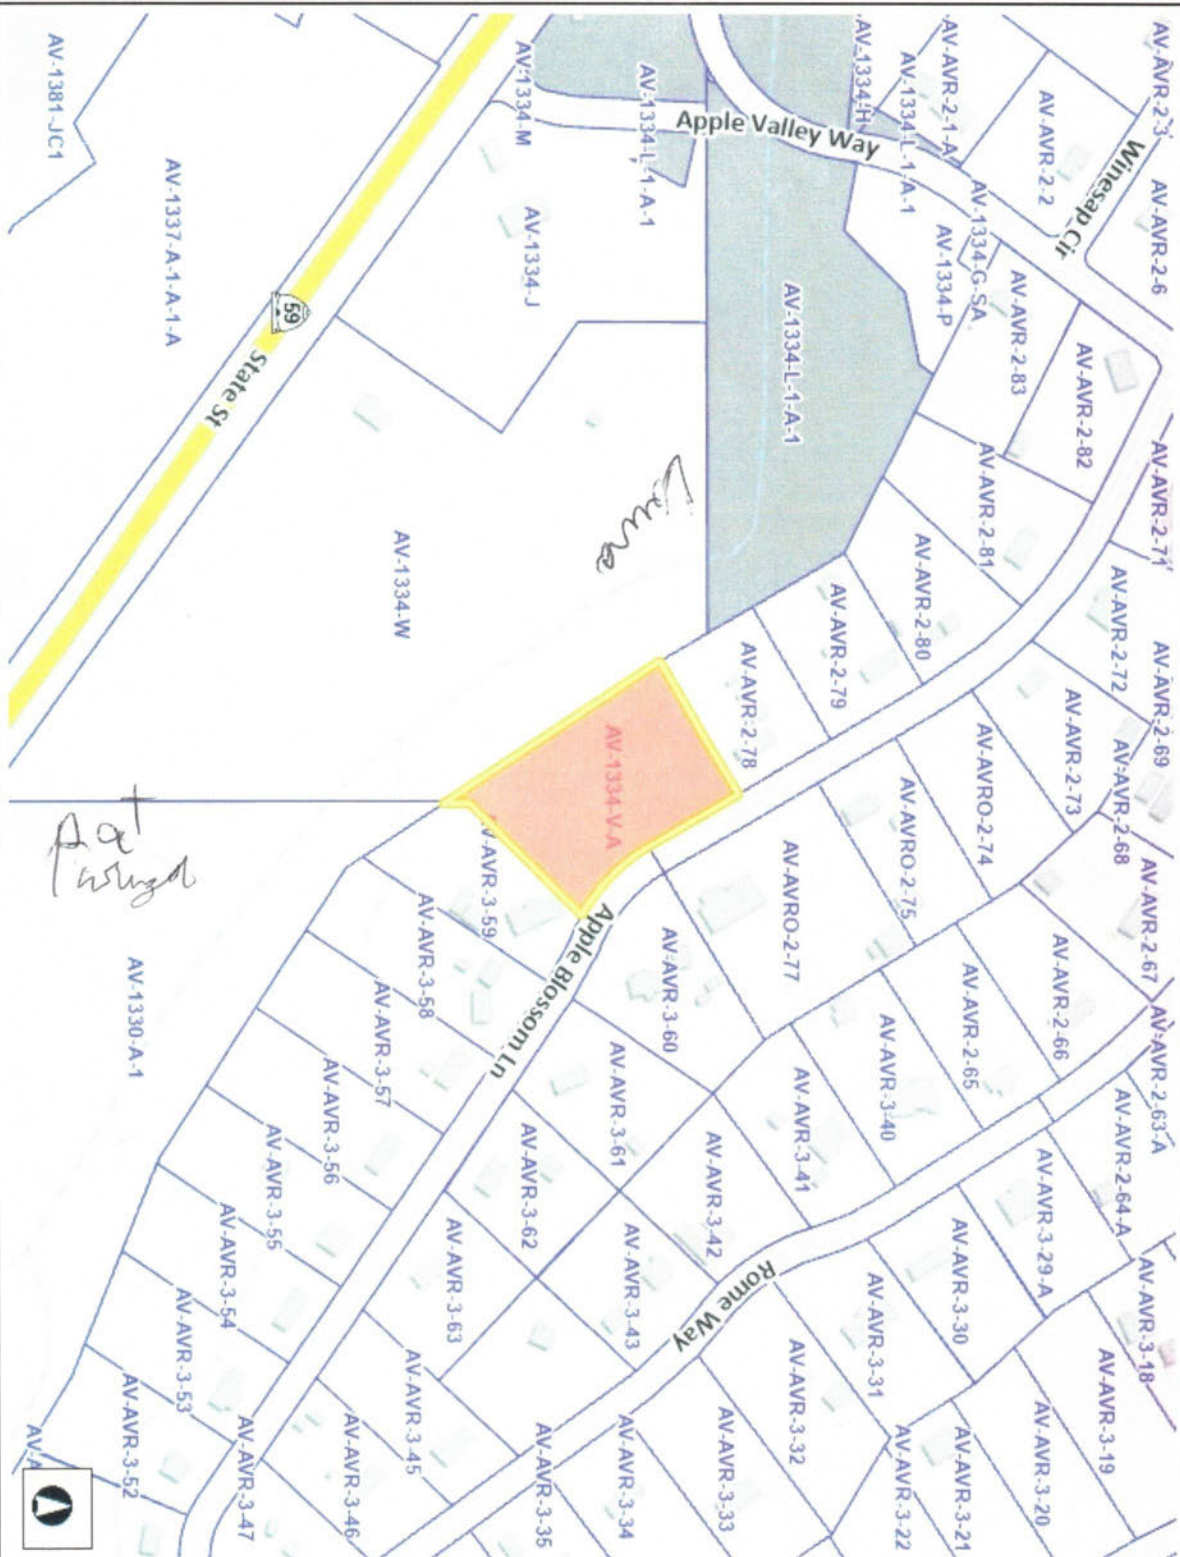 AV-AVR-2-3
AV-AVR-2-6
AV-AVR-2-71
AV-AVR-2-69
AV-AVR-2-67
AV-AVR-2-63-A
AV-AVR-3-18
Winesap Cir
AV-AVR-2-2
AV-AVR-2-82
AV-AVR-2-72
AV-AVR-2-68
AV-AVR-2-64-A
AV-AVR-3-19
AV-AVR-2-1-A
AV-1334-G-SA
AV-AVR-2-83
AV-AVR-2-73
AV-AVR-2-66
AV-AVR-3-29-A
AV-AVR-3-20
AV-1334-L-1-A-1
AV-1334-P
AV-AVR-2-81
AV-AVRO-2-74
AV-AVR-2-65
AV-AVR-3-30
AV-AVR-3-21
AV-1334-H
AV-AVR-2-80
AV-AVRO-2-75
AV-AVR-3-40
AV-AVR-3-31
AV-AVR-3-22
Apple Valley Way
AV-1334-L-1-A-1
AV-AVR-2-79
AV-AVRO-2-77
AV-AVR-3-41
AV-AVR-3-32
AV-AVR-2-78
AV-AVR-3-42
Rome Way
AV-AVR-3-33
AV-1334-L-1-A-1
AV-1334-V-A
AV-AVR-3-60
AV-AVR-3-61
AV-AVR-3-43
AV-AVR-3-34
AV-1334-M
AV-1334-J
Apple Blossom Ln
AV-AVR-3-62
AV-AVR-3-35
V-AVR-3-59
AV-AVR-3-63
AV-AVR-3-58
AV-AVR-3-45
AV-1334-W
AV-AVR-3-57
AV-AVR-3-46
59
State St
AV-AVR-3-56
AV-AVR-3-55
AV-AVR-3-47
AV-AVR-3-54
AV-1337-A-1-A-1-A
AV-AVR-3-53
AV-1330-A-1
AV-AVR-3-52
AV-1381-JC1
AV-A
Pat